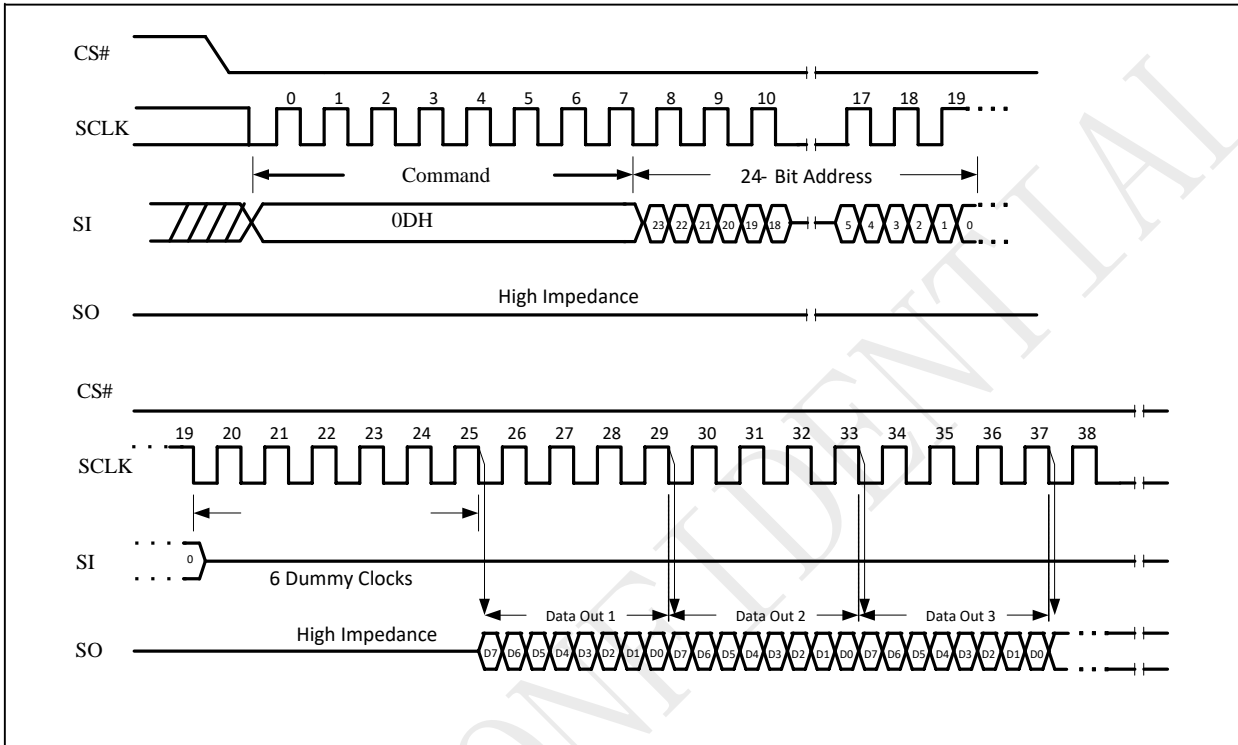 CS#
0 1 2 3 4 5 6 7 8 9 10 17 18 19
SCLK
Command 24- Bit Address
SI 0DH 23 22 21 20 19 18 5 4 3 2 1 0
High Impedance
SO
CS#
19 20 21 22 23 24 25 26 27 28 29 30 31 32 33 34 35 36 37 38
SCLK
SI 0
6 Dummy Clocks
Data Out 1 Data Out 2 Data Out 3
High Impedance
SO D7 D6 D5 D4 D3 D2 D1 D0 D7 D6 D5 D4 D3 D2 D1 D0 D7 D6 D5 D4 D3 D2 D1 D0
ONFIDENTIAL